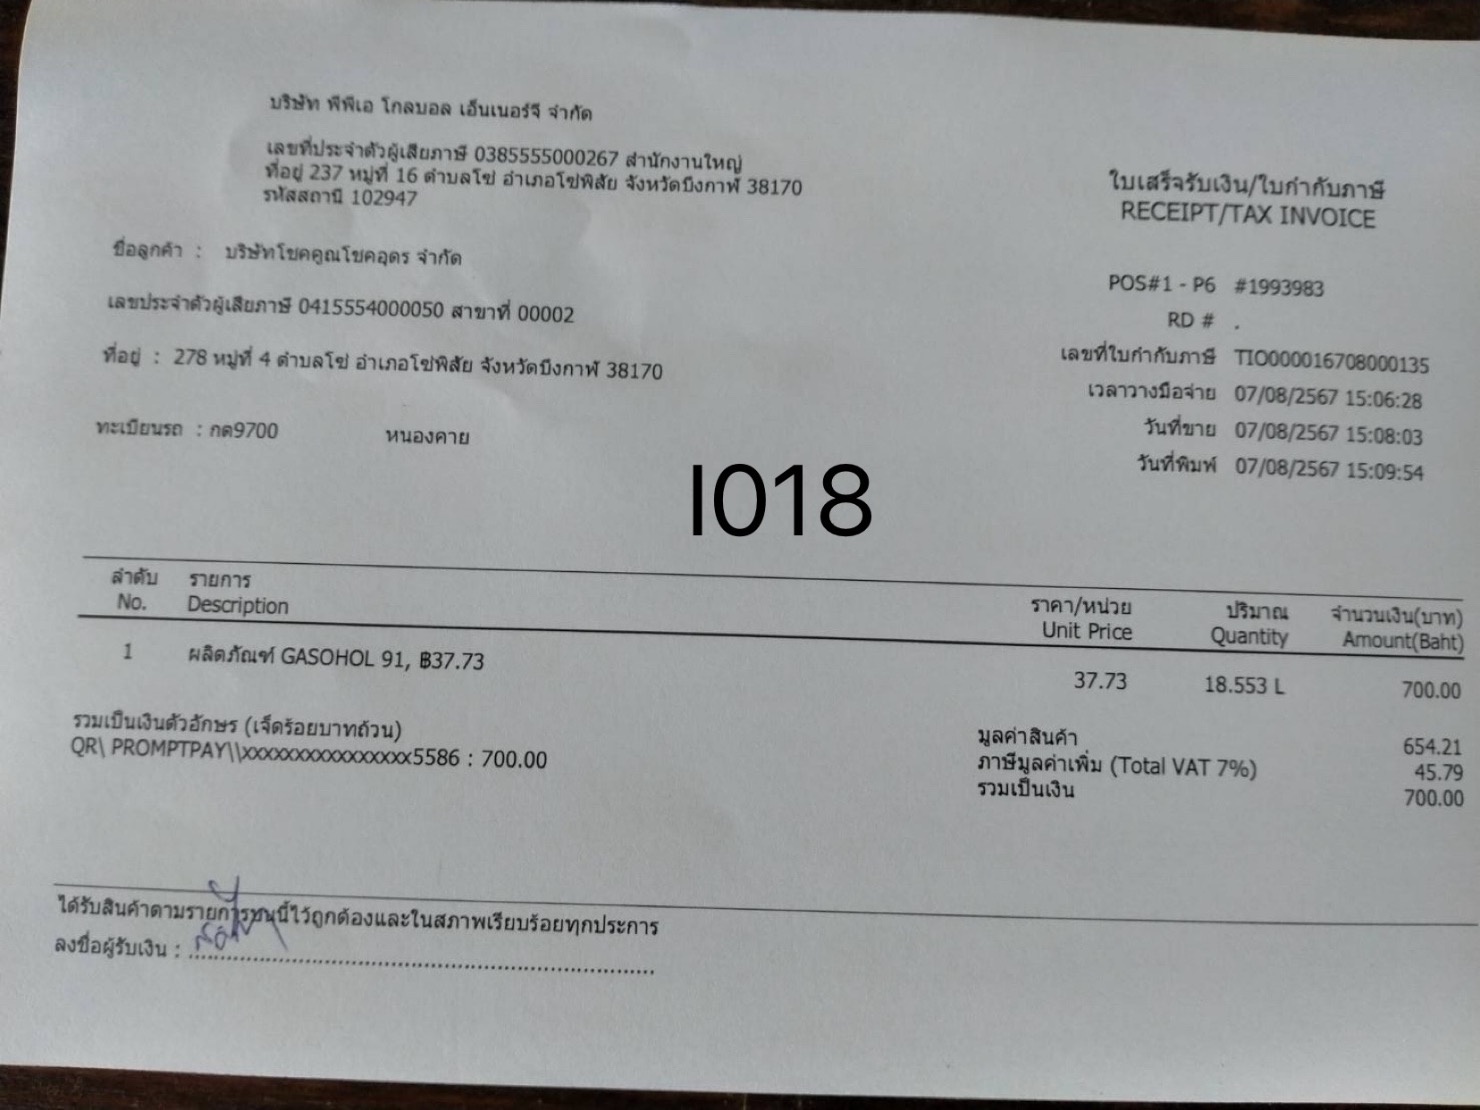 บริษัท พีพีเอ โกลบอล เอ็นเนอร์จี จำกัด
เลขที่ประจำตัวผู้เสียภาษี 0385555000267 สำนักงานใหญ่
ที่อยู่ 237 หมู่ที่ 16 ตำบลโซ่ อำเภอโซ่พิสัย จังหวัดบึงกาฬ 38170
รหัสสถานี 102947
ใบเสร็จรับเงิน/ใบกำกับภาษี
RECEIPT/TAX INVOICE
ชื่อลูกค้า : บริษัทโชคคูณโชคอุดร จำกัด
เลขประจำตัวผู้เสียภาษี 0415554000050 สาขาที่ 00002
ที่อยู่ : 278 หมู่ที่ 4 ตำบลโซ่ อำเภอโซ่พิสัย จังหวัดบึงกาฬ 38170
ทะเบียนรถ : กต9700 หนองคาย
POS#1 - P6 #1993983
RD # .
เลขที่ใบกำกับภาษี TIO000016708000135
เวลาวางมือจ่าย 07/08/2567 15:06:28
วันที่ขาย 07/08/2567 15:08:03
วันที่พิมพ์ 07/08/2567 15:09:54
I018
ลำดับ รายการ ราคา/หน่วย ปริมาณ จำนวนเงิน(บาท)
No. Description Unit Price Quantity Amount(Baht)
1 ผลิตภัณฑ์ GASOHOL 91, ฿37.73 37.73 18.553 L 700.00
รวมเป็นเงินตัวอักษร (เจ็ดร้อยบาทถ้วน)
QR\ PROMPTPAY\\xxxxxxxxxxxxxxxx5586 : 700.00
มูลค่าสินค้า 654.21
ภาษีมูลค่าเพิ่ม (Total VAT 7%) 45.79
รวมเป็นเงิน 700.00
ได้รับสินค้าตามรายการบนนี้ไว้ถูกต้องและในสภาพเรียบร้อยทุกประการ
ลงชื่อผู้รับเงิน :